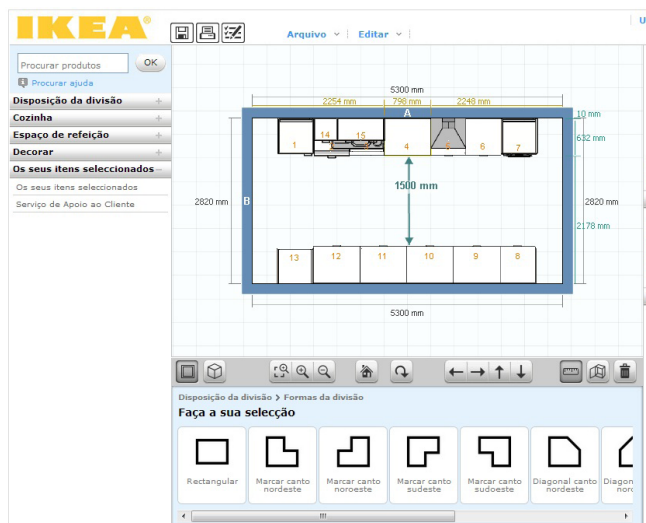 IKEA®
Arquivo
Editar
U
Procurar produtos
OK
Procurar ajuda
Disposição da divisão
Cozinha
Espaço de refeição
Decorar
Os seus itens seleccionados
Os seus itens seleccionados
Serviço de Apoio ao Cliente
5300 mm
2254 mm 798 mm 2248 mm
A
10 mm
632 mm
1 14 15 4 5 6 7
1500 mm
2820 mm
B
2820 mm
2178 mm
13 12 11 10 9 8
5300 mm
Disposição da divisão > Formas da divisão
Faça a sua selecção
Rectangular
Marcar canto nordeste
Marcar canto noroeste
Marcar canto sudeste
Marcar canto sudoeste
Diagonal canto nordeste